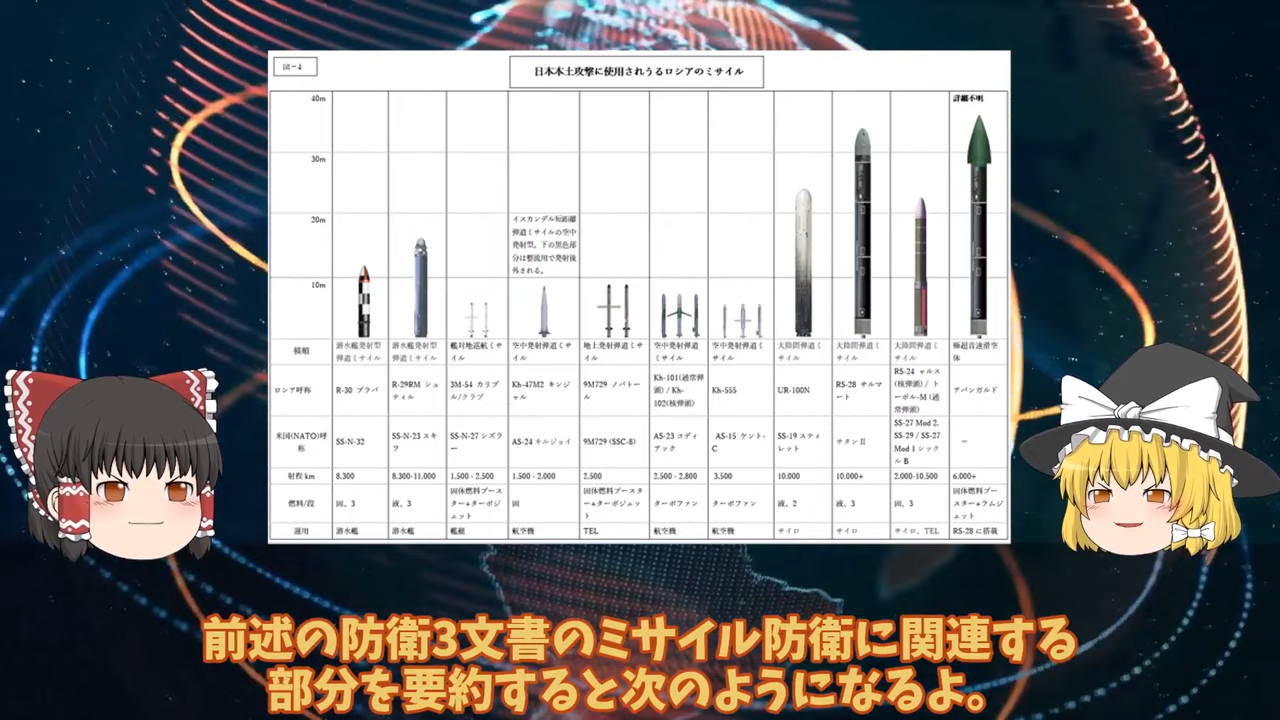 図-4
日本本土攻撃に使用されうるロシアのミサイル
40m
詳細不明
30m
20m
イスカンデル短距離
弾道ミサイルの空中
発射型。下の黒色部
分は整流用で発射後
外される。
10m
種類
潜水艦発射型
弾道ミサイル
潜水艦発射型
弾道ミサイル
艦対地巡航ミサ
イル
空中発射弾道ミサ
イル
地上発射弾道ミサ
イル
空中発射弾道
ミサイル
空中発射弾道ミ
サイル
大陸間弾道ミ
サイル
大陸間弾道ミ
サイル
大陸間弾道ミ
サイル
極超音速滑空
体
ロシア呼称
R-30 ブラバ
R-29RM シュ
ティル
3M-54 カリブ
ル/クラブ
Kh-47M2 キンジ
ャル
9M729 ノバトー
ル
Kh-101(通常弾
頭) / Kh-
102(核弾頭)
Kh-555
UR-100N
RS-28 サルマ
ート
RS-24 ャルス
(核弾頭) / ト
ーポル-M (通
常弾頭)
アバンガルド
米国(NATO)呼
称
SS-N-32
SS-N-23 スキ
フ
SS-N-27 シズラ
ー
AS-24 キルジョイ
9M729 (SSC-8)
AS-23 コディ
アック
AS-15 ケント-
C
SS-19 スティ
レット
サタンⅡ
SS-27 Mod 2.
SS-29 / SS-27
Mod 1 シック
ル B
－
射程 km
8.300
8.300-11.000
1.500 - 2.500
1.500 - 2.000
2.500
2.500 - 2.800
3.500
10.000
10.000+
2.000-10.500
6.000+
燃料/段
固、3
液、3
固体燃料ブース
ター+ターボジ
ェット
固
固体燃料ブースタ
ー+ターボジェッ
ト
ターボファン
ターボファン
液、2
液、3
固、3
固体燃料ブー
スター+ラムジ
ェット
運用
潜水艦
潜水艦
艦艇
航空機
TEL
航空機
航空機
サイロ
サイロ
サイロ、TEL
RS-28 に搭載
前述の防衛3文書のミサイル防衛に関連する
部分を要約すると次のようになるよ。